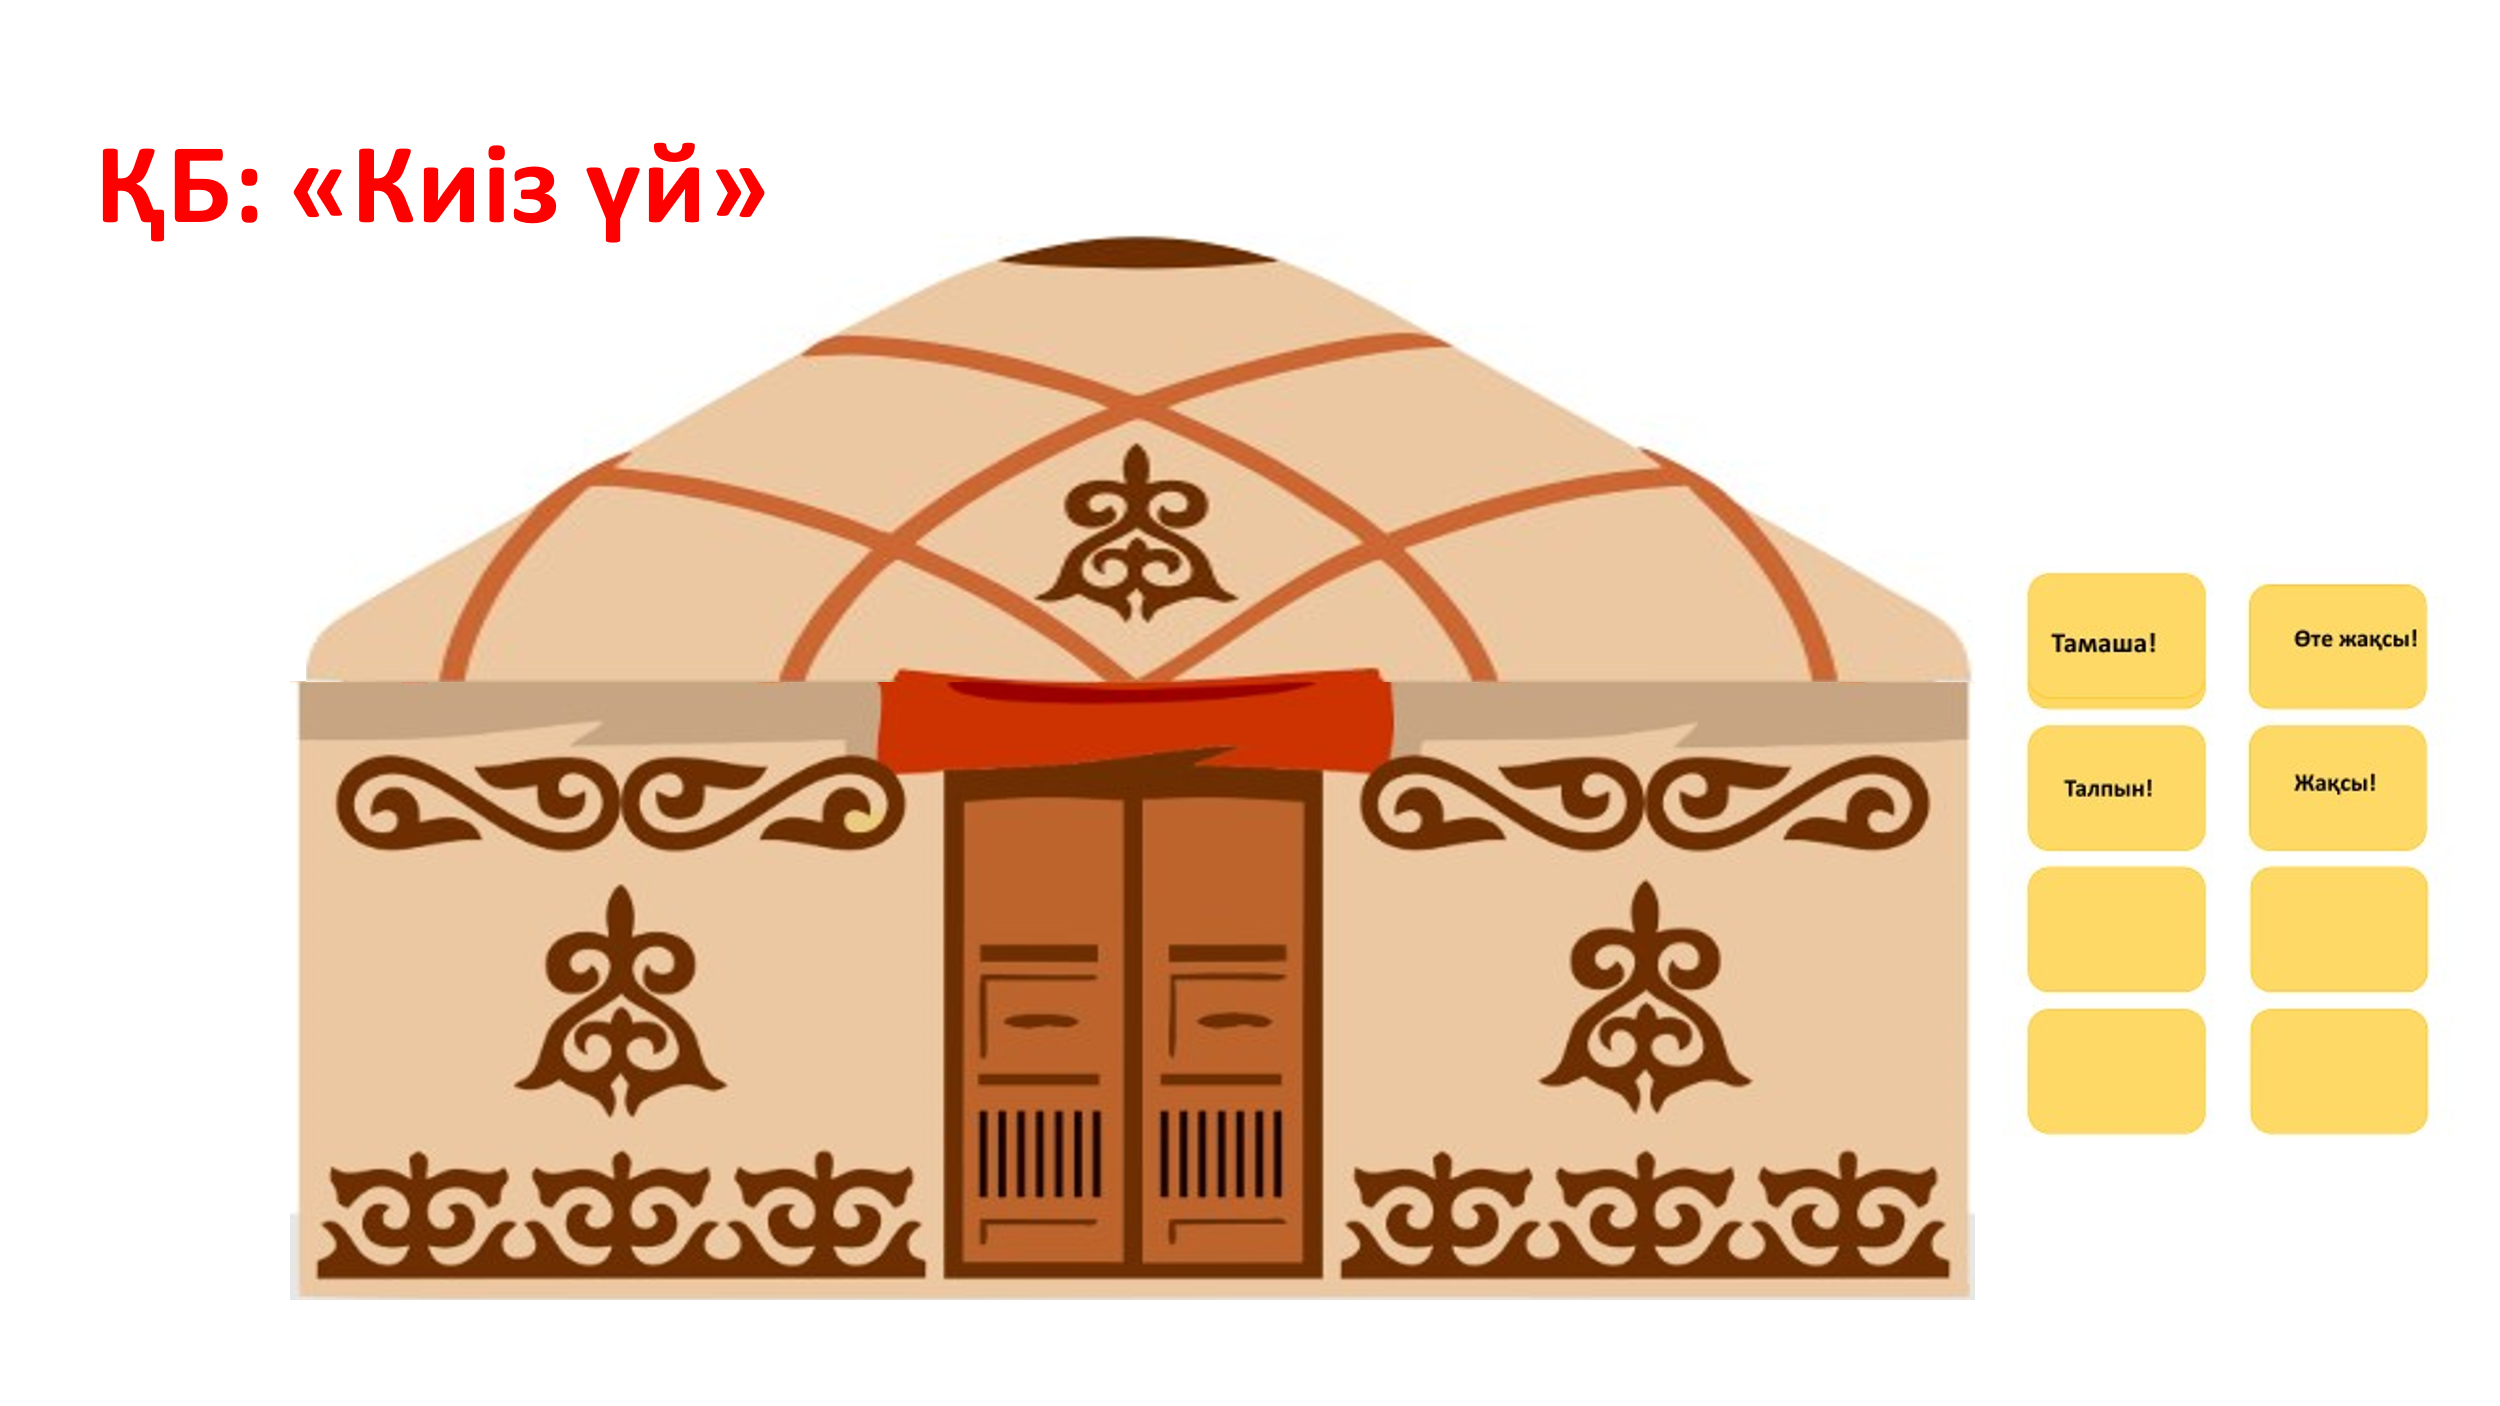 ҚБ: «Киіз үй»
Тамаша!
Өте жақсы!
Талпын!
Жақсы!